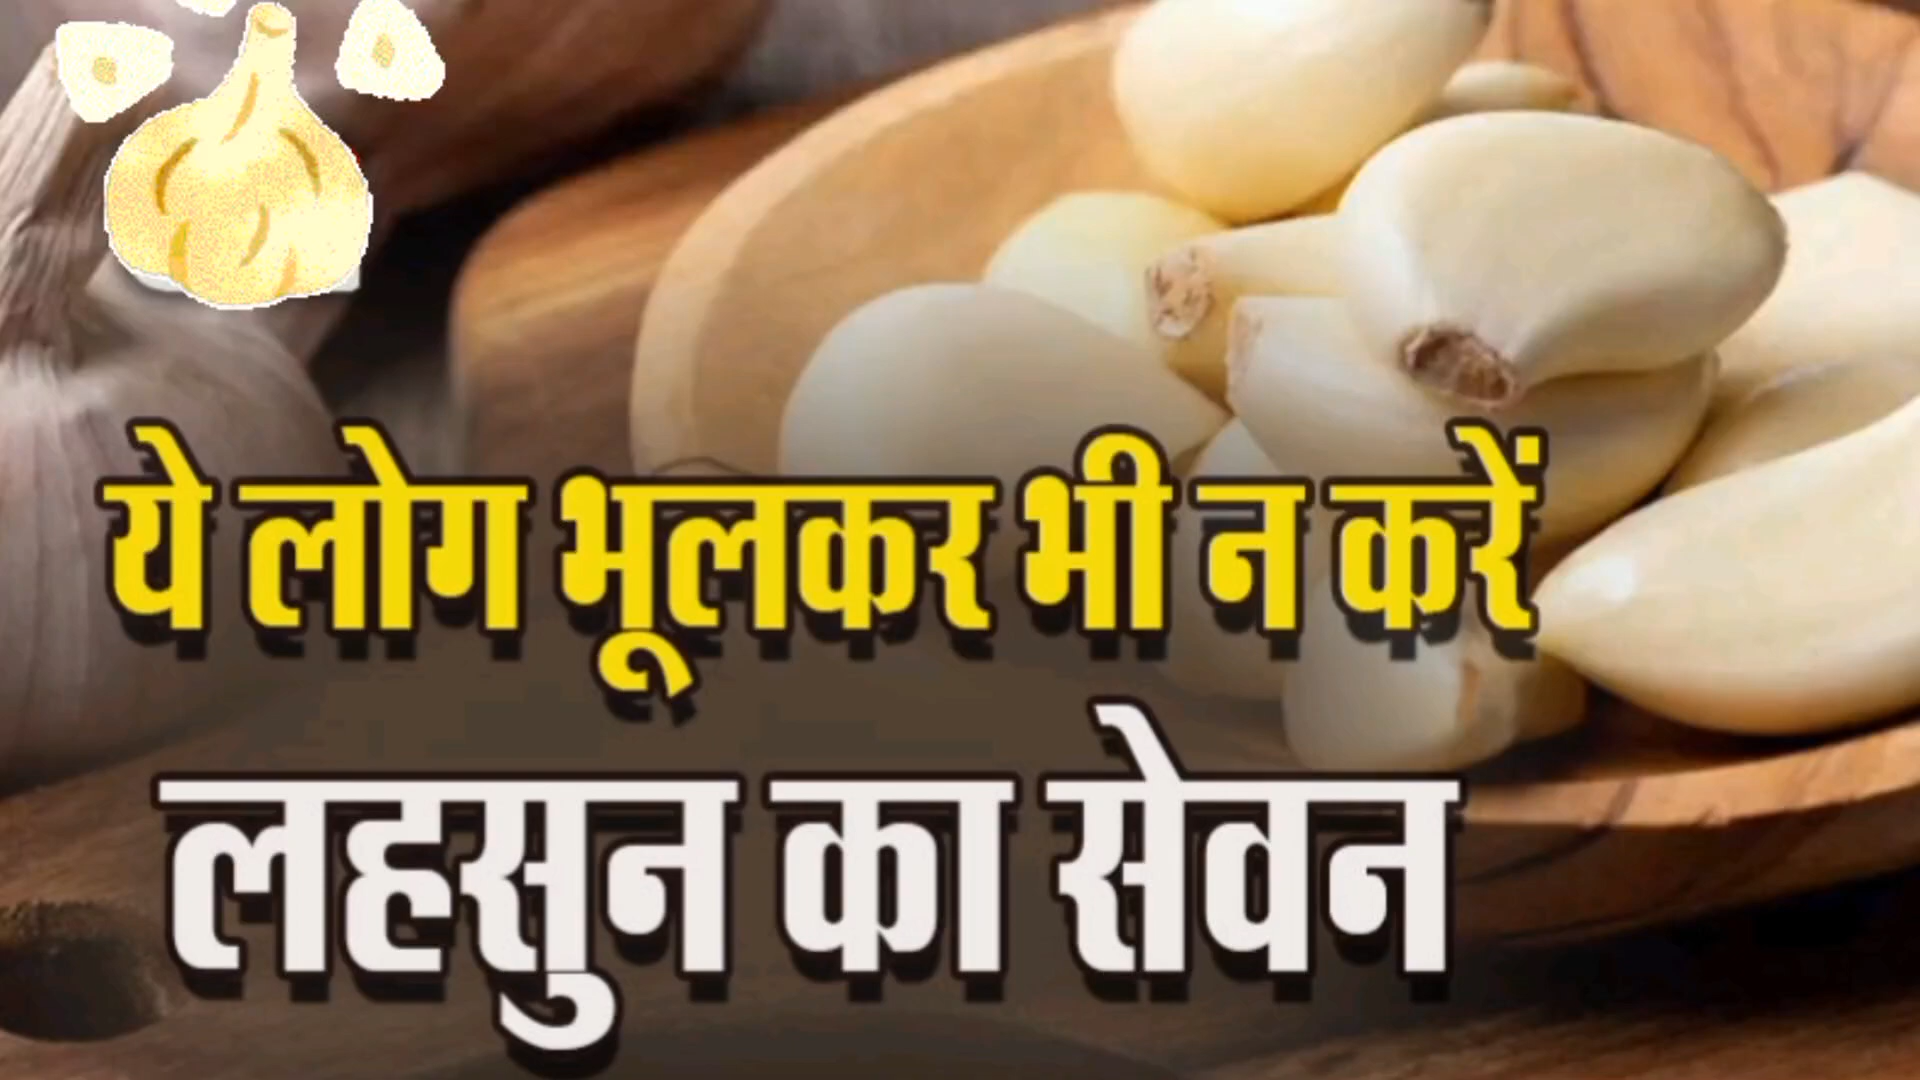 ये लोग भूलकर भी न करें
लहसुन का सेवन